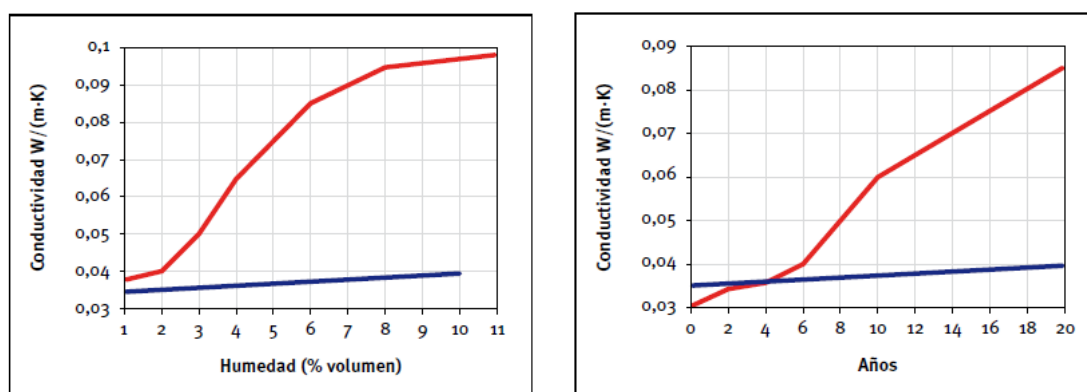 0,1
0,09
0,08
0,07
0,06
0,05
0,04
0,03
Conductividad W/(m·K)
1 2 3 4 5 6 7 8 9 10 11
Humedad (% volumen)
0,09
0,08
0,07
0,06
0,05
0,04
0,03
Conductividad W/(m·K)
0 2 4 6 8 10 12 14 16 18 20
Años